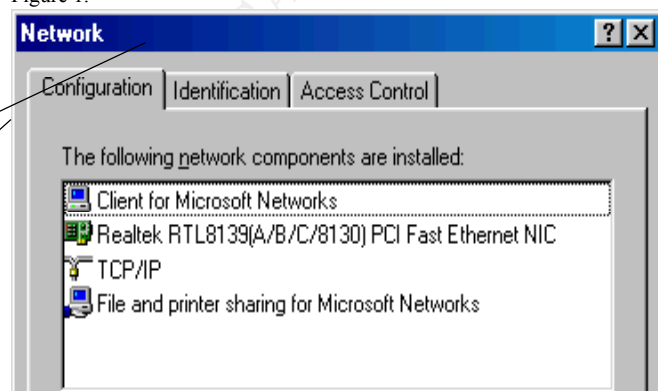 Figure 1:
Network
Configuration Identification Access Control
The following network components are installed:
Client for Microsoft Networks
Realtek RTL8139(A/B/C/8130) PCI Fast Ethernet NIC
TCP/IP
File and printer sharing for Microsoft Networks